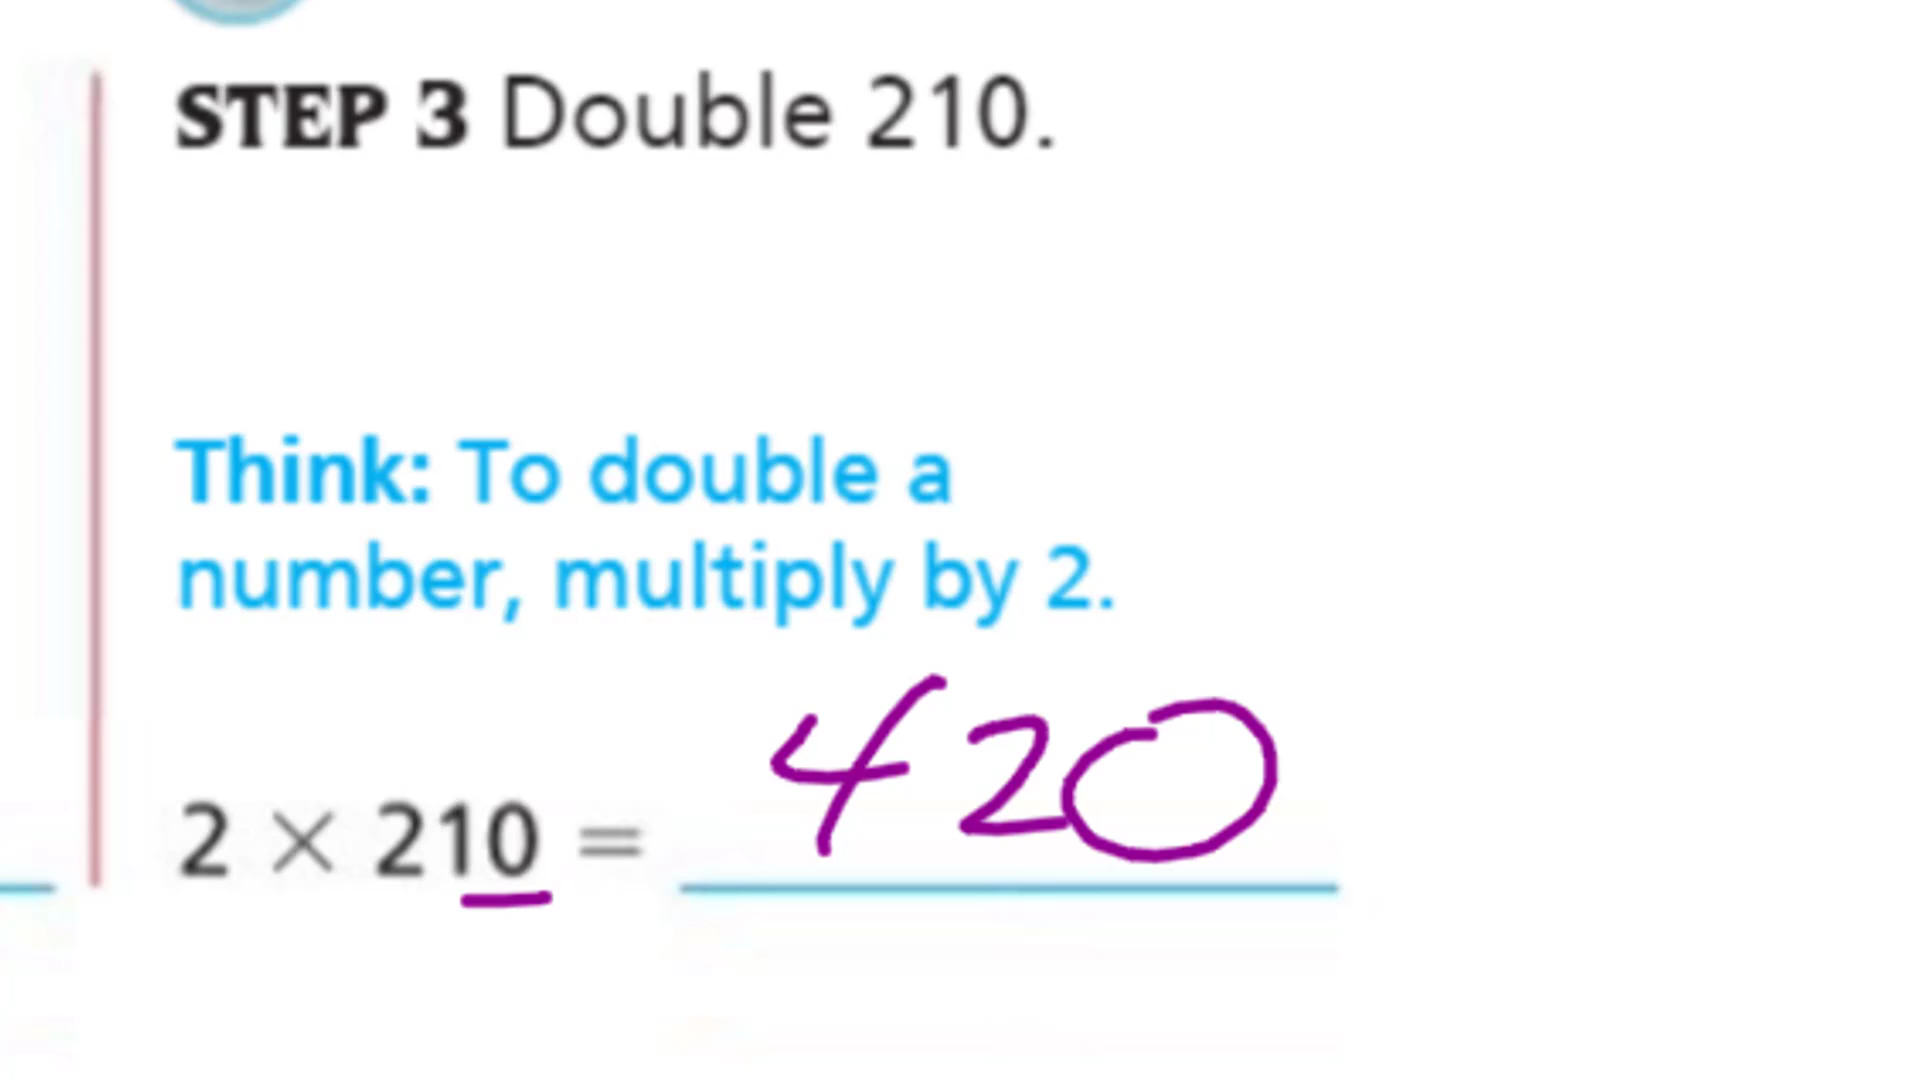 STEP 3 Double 210.
Think: To double a
number, multiply by 2.
2 × 210 = 420